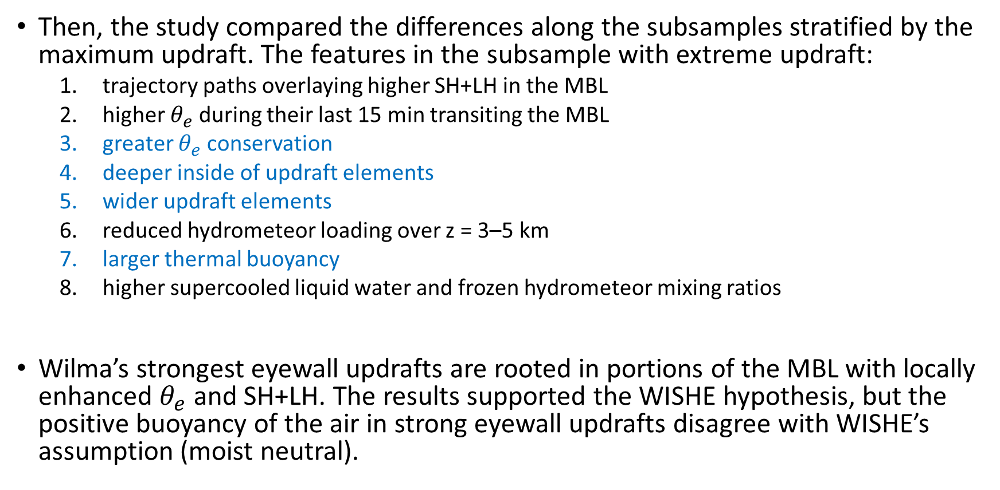 • Then, the study compared the differences along the subsamples stratified by the
maximum updraft. The features in the subsample with extreme updraft:
1. trajectory paths overlaying higher SH+LH in the MBL
2. higher θₑ during their last 15 min transiting the MBL
3. greater θₑ conservation
4. deeper inside of updraft elements
5. wider updraft elements
6. reduced hydrometeor loading over z = 3–5 km
7. larger thermal buoyancy
8. higher supercooled liquid water and frozen hydrometeor mixing ratios
• Wilma’s strongest eyewall updrafts are rooted in portions of the MBL with locally
enhanced θₑ and SH+LH. The results supported the WISHE hypothesis, but the
positive buoyancy of the air in strong eyewall updrafts disagree with WISHE’s
assumption (moist neutral).